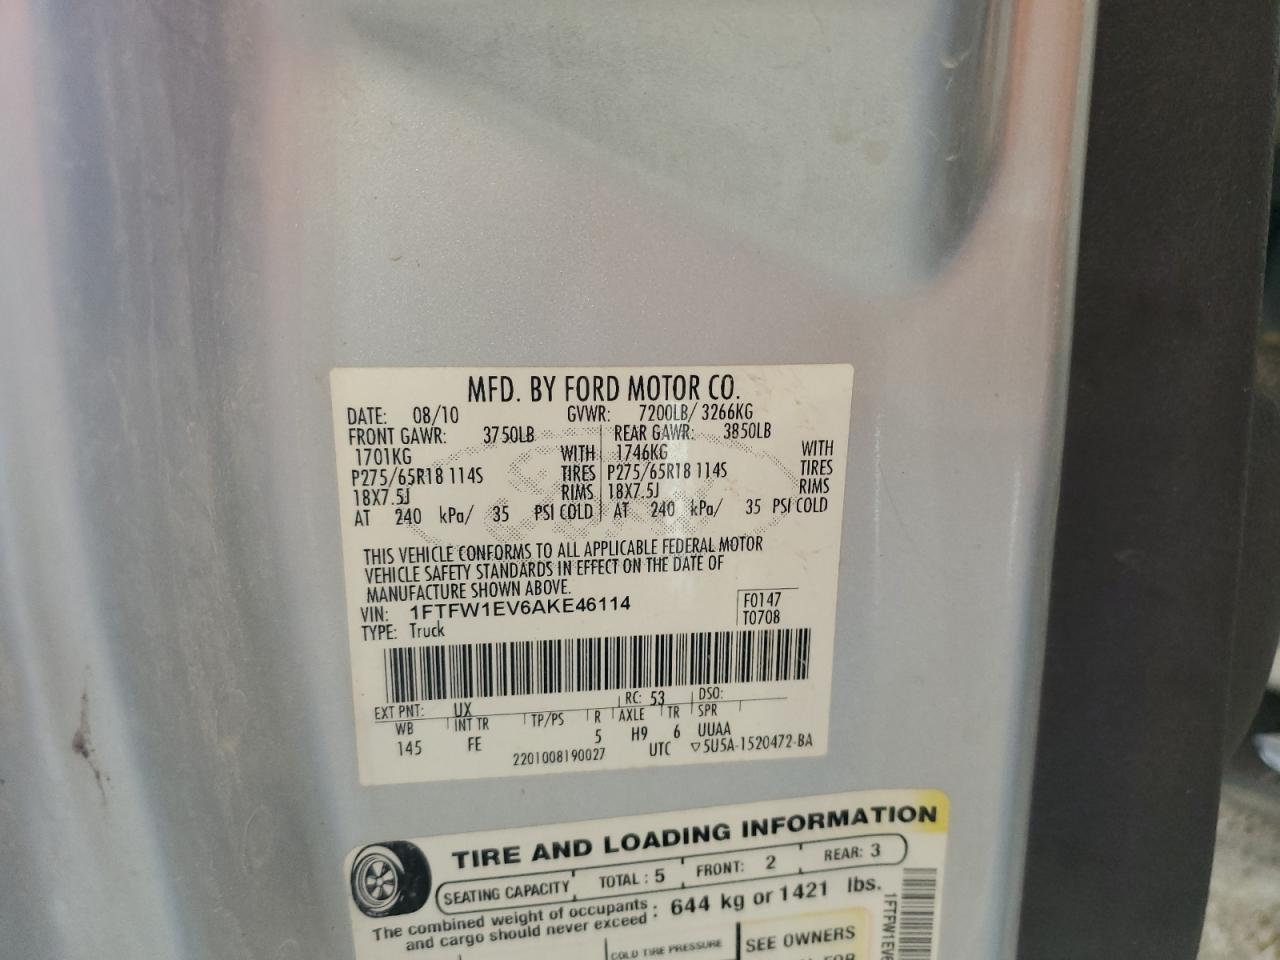 MFD. BY FORD MOTOR CO.
DATE: 08/10 GVWR: 7200LB/ 3266KG
FRONT GAWR: 3750LB REAR GAWR: 3850LB
1701KG WITH 1746KG WITH
P275/65R18 114S TIRES P275/65R18 114S TIRES
18X7.5J RIMS 18X7.5J RIMS
AT 240 kPa/ 35 PSI COLD AT 240 kPa/ 35 PSI COLD
THIS VEHICLE CONFORMS TO ALL APPLICABLE FEDERAL MOTOR
VEHICLE SAFETY STANDARDS IN EFFECT ON THE DATE OF
MANUFACTURE SHOWN ABOVE.
VIN: 1FTFW1EV6AKE46114 F0147
TYPE: Truck T0708
EXT PNT: UX RC: 53 DSO:
WB INT TR TP/PS R AXLE TR SPR
145 FE 5 H9 6 UUAA
2201008190027 UTC ▽5U5A-1520472-BA
TIRE AND LOADING INFORMATION
SEATING CAPACITY TOTAL : 5 FRONT: 2 REAR: 3
The combined weight of occupants
and cargo should never exceed : 644 kg or 1421 lbs.
COLD TIRE PRESSURE SEE OWNERS
1FTFW1EV6